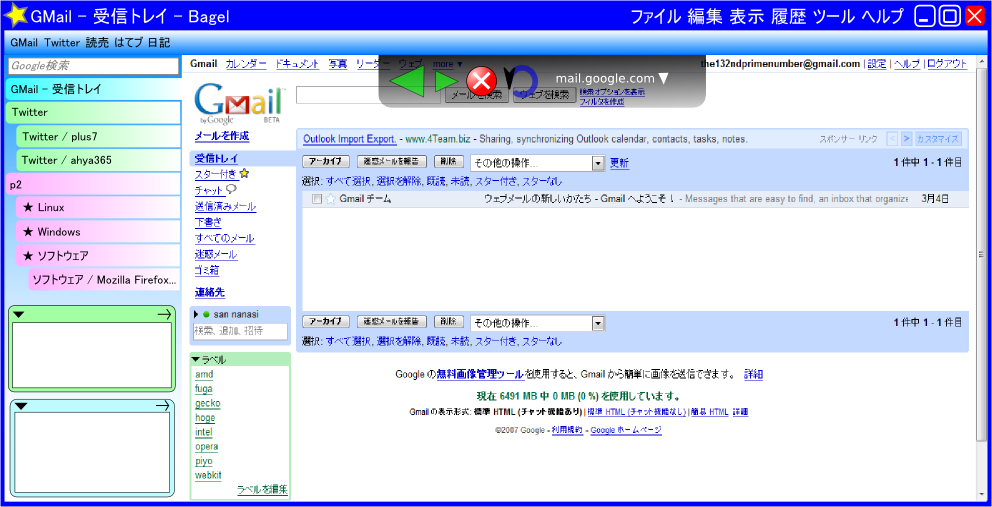 GMail - 受信トレイ - Bagel
ファイル 編集 表示 履歴 ツール ヘルプ
GMail Twitter 読売 はてブ 日記
Google検索
GMail - 受信トレイ
Twitter
Twitter / plus7
Twitter / ahya365
p2
★ Linux
★ Windows
★ ソフトウェア
ソフトウェア / Mozilla Firefox...
Gmail カレンダー ドキュメント 写真 リーダー ウェブ more ▼
the132ndprimenumber@gmail.com | 設定 | ヘルプ | ログアウト
mail.google.com ▼
GMail
by Google BETA
メールを検索 ウェブを検索 検索オプションを表示
フィルタを作成
メールを作成
受信トレイ
スター付き
チャット
送信済みメール
下書き
すべてのメール
迷惑メール
ゴミ箱
連絡先
san nanasi
検索, 追加, 招待
▼ラベル
amd
fuga
gecko
hoge
intel
opera
piyo
webkit
ラベルを編集
Outlook Import Export. - www.4Team.biz - Sharing, synchronizing Outlook calendar, contacts, tasks, notes.
スポンサー リンク < > カスタマイズ
アーカイブ 迷惑メールを報告 削除 その他の操作... 更新 1 件中 1 - 1 件目
選択: すべて選択, 選択を解除, 既読, 未読, スター付き, スターなし
Gmail チーム ウェブメールの新しいかたち - Gmail へようこそ！ - Messages that are easy to find, an inbox that organize 3月4日
アーカイブ 迷惑メールを報告 削除 その他の操作... 1 件中 1 - 1 件目
選択: すべて選択, 選択を解除, 既読, 未読, スター付き, スターなし
Google の無料画像管理ツールを使用すると、Gmail から簡単に画像を送信できます。 詳細
現在 6491 MB 中 0 MB (0 %) を使用しています。
Gmail の表示形式: 標準 HTML (チャット機能あり) | 標準 HTML (チャット機能なし) | 簡易 HTML 詳細
©2007 Google - 利用規約 - Google ホームページ